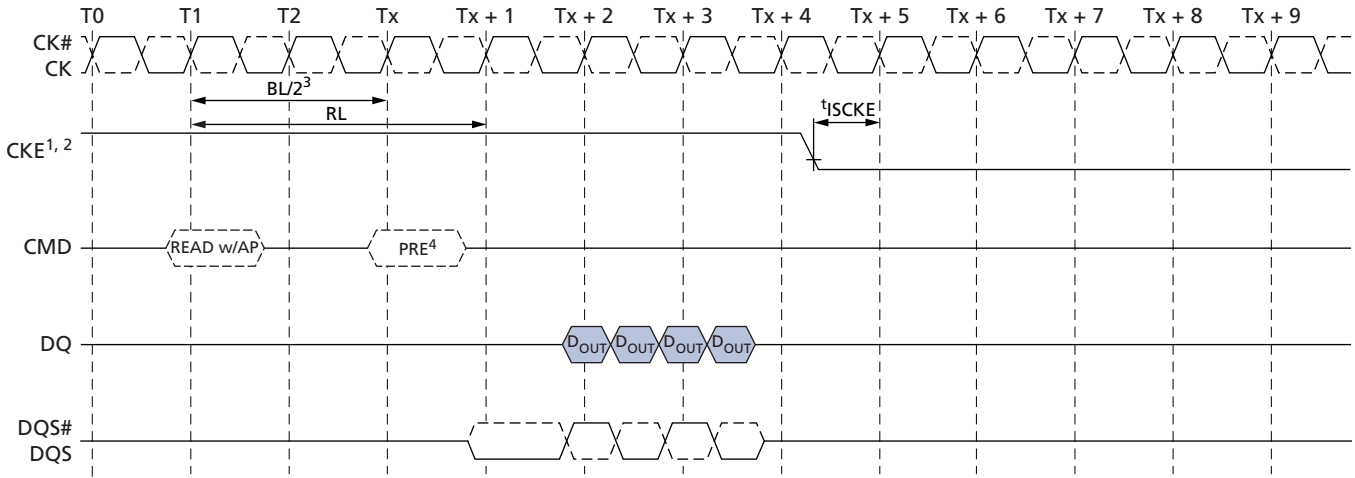 T0 T1 T2 Tx Tx + 1 Tx + 2 Tx + 3 Tx + 4 Tx + 5 Tx + 6 Tx + 7 Tx + 8 Tx + 9
CK#
CK
BL/2³
RL
tISCKE
CKE1, 2
CMD READ w/AP PRE⁴
DQ DOUT DOUT DOUT DOUT
DQS#
DQS